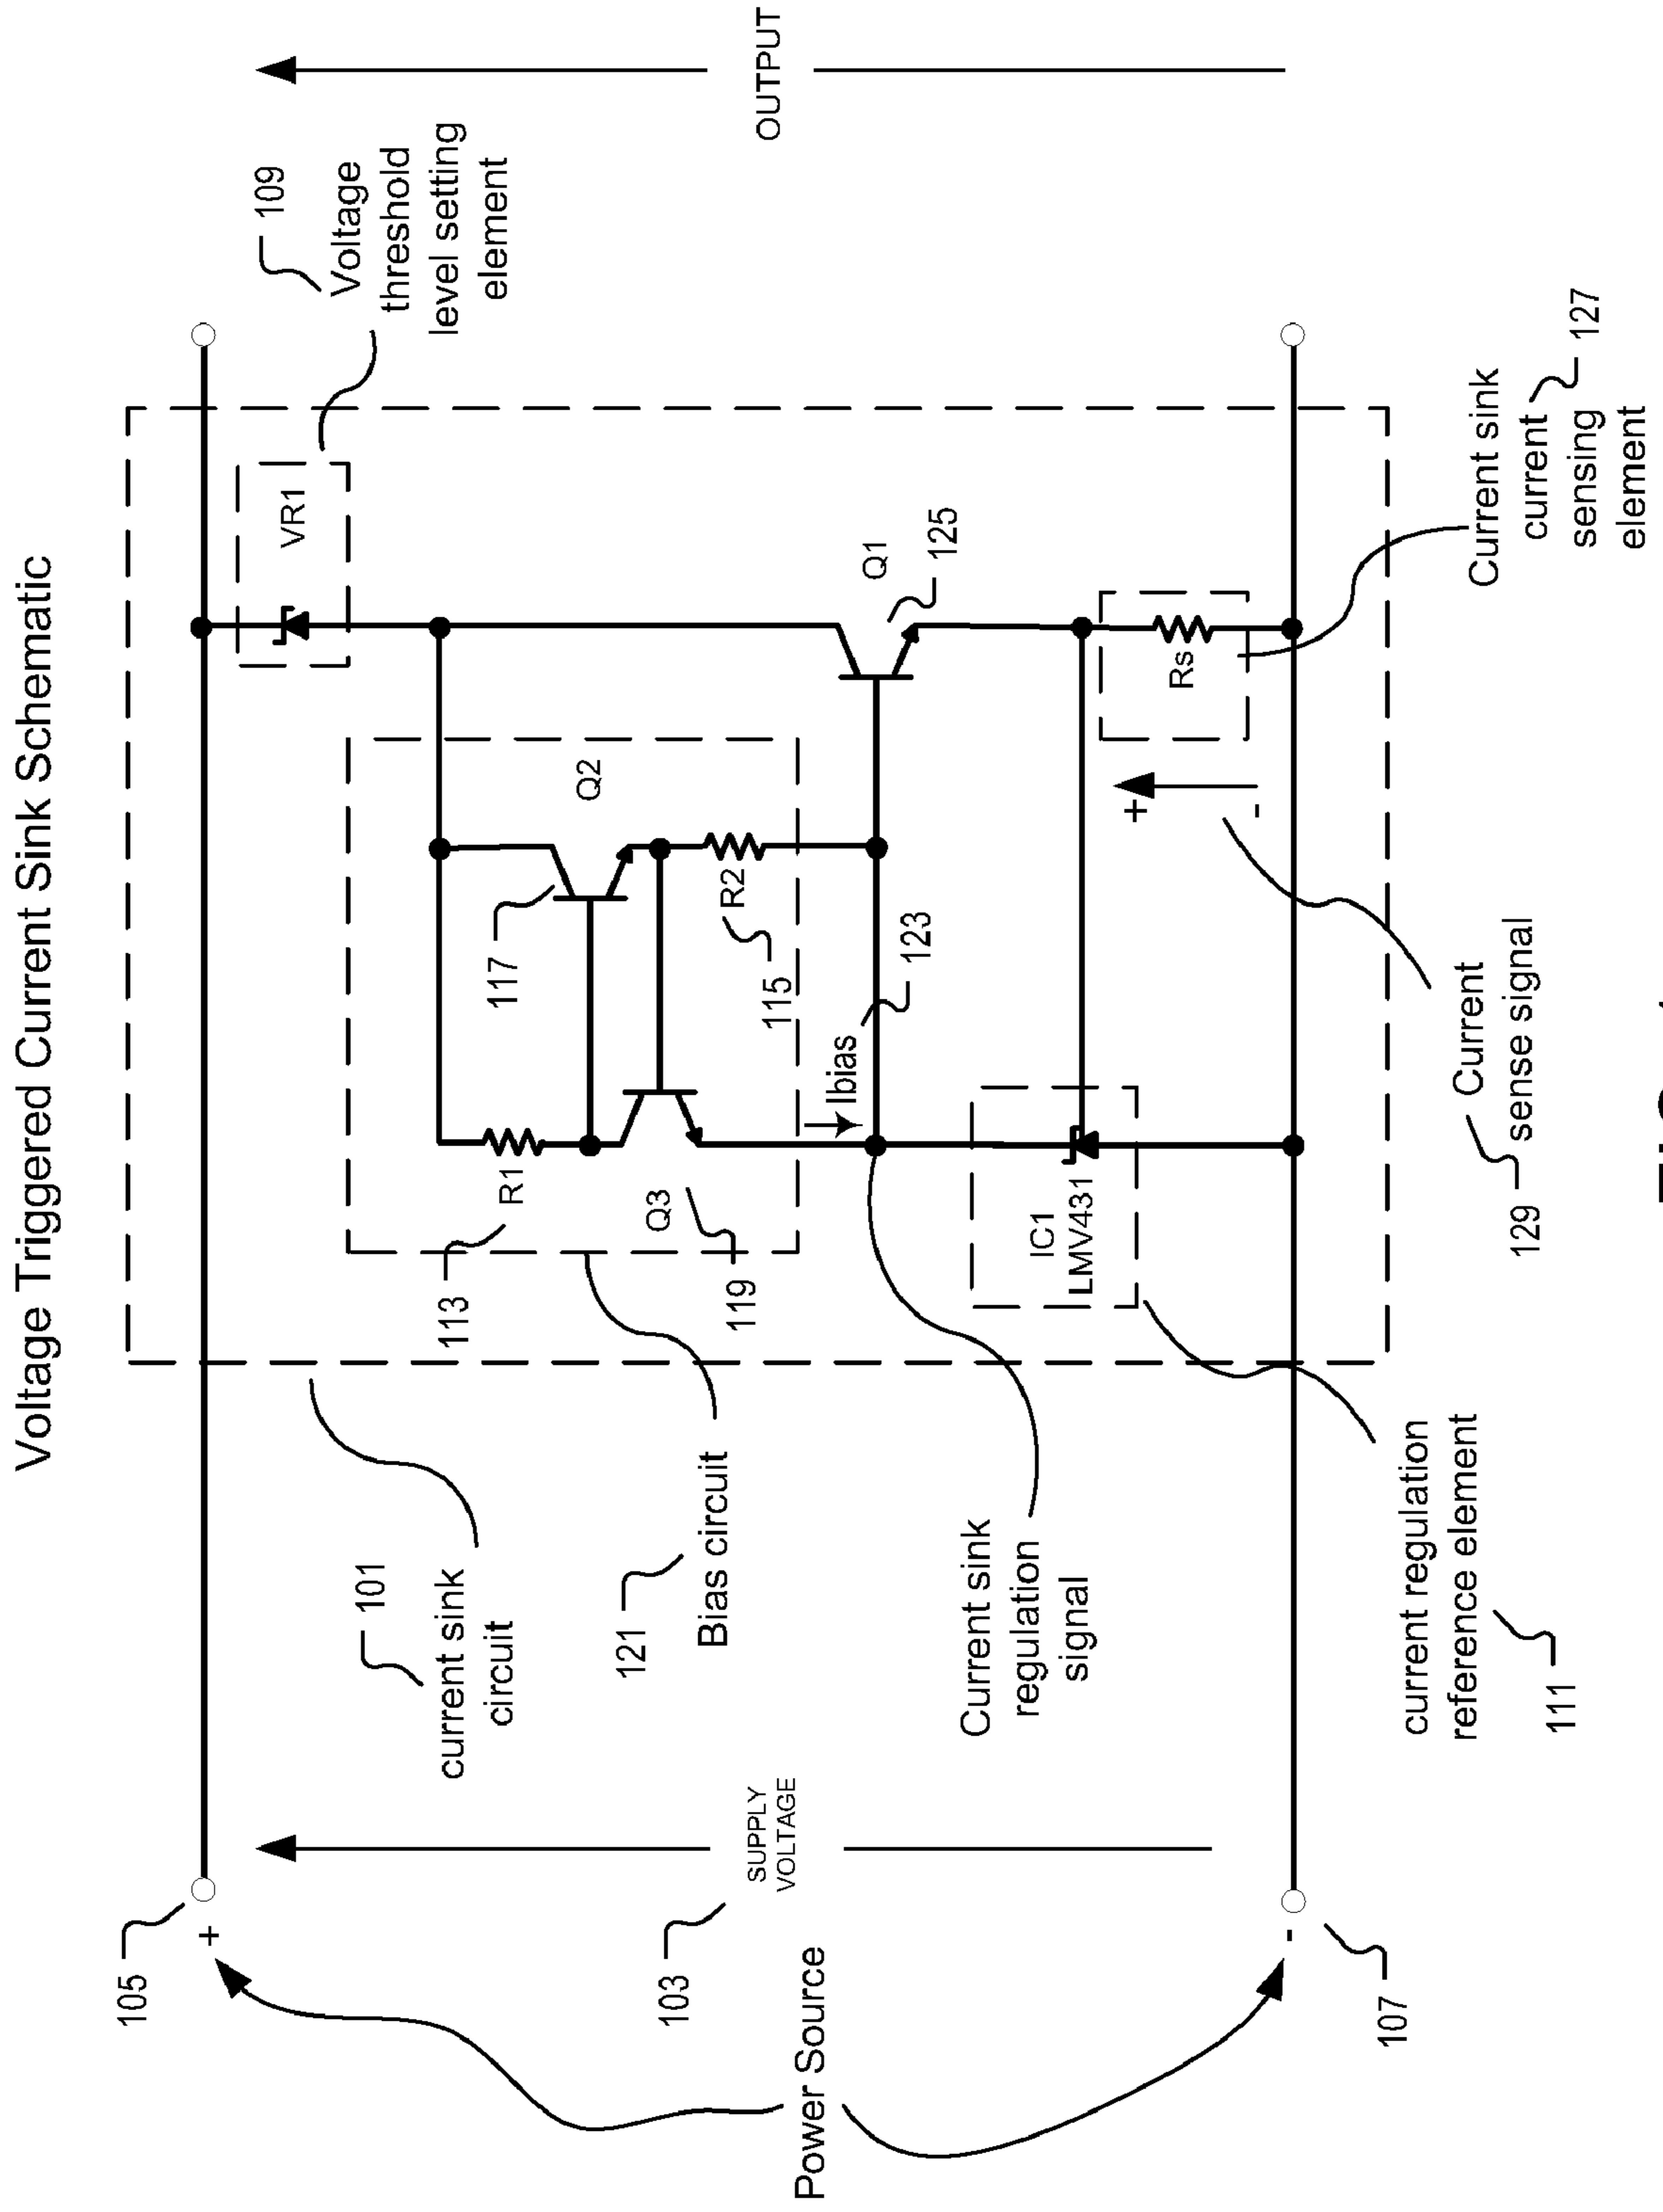 Voltage Triggered Current Sink Schematic
105
+
Power Source
103
SUPPLY
VOLTAGE
-
107
101
current sink
circuit
121
Bias circuit
Current sink
regulation
signal
current regulation
reference element
111
113
R1
Q3
119
117
Q2
R2
115
Ibias
123
IC1
LMV431
129
Current
sense signal
+
-
VR1
109
Voltage
threshold
level setting
element
Q1
125
Rs
Current sink
current
sensing
element
127
OUTPUT